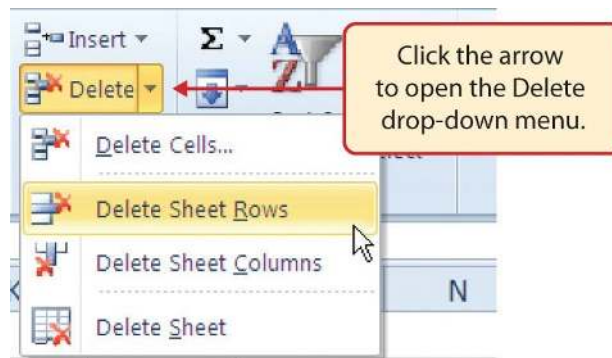 Insert
Σ
A
Z
Delete
Click the arrow
to open the Delete
drop-down menu.
Delete Cells...
Delete Sheet Rows
Delete Sheet Columns
N
Delete Sheet